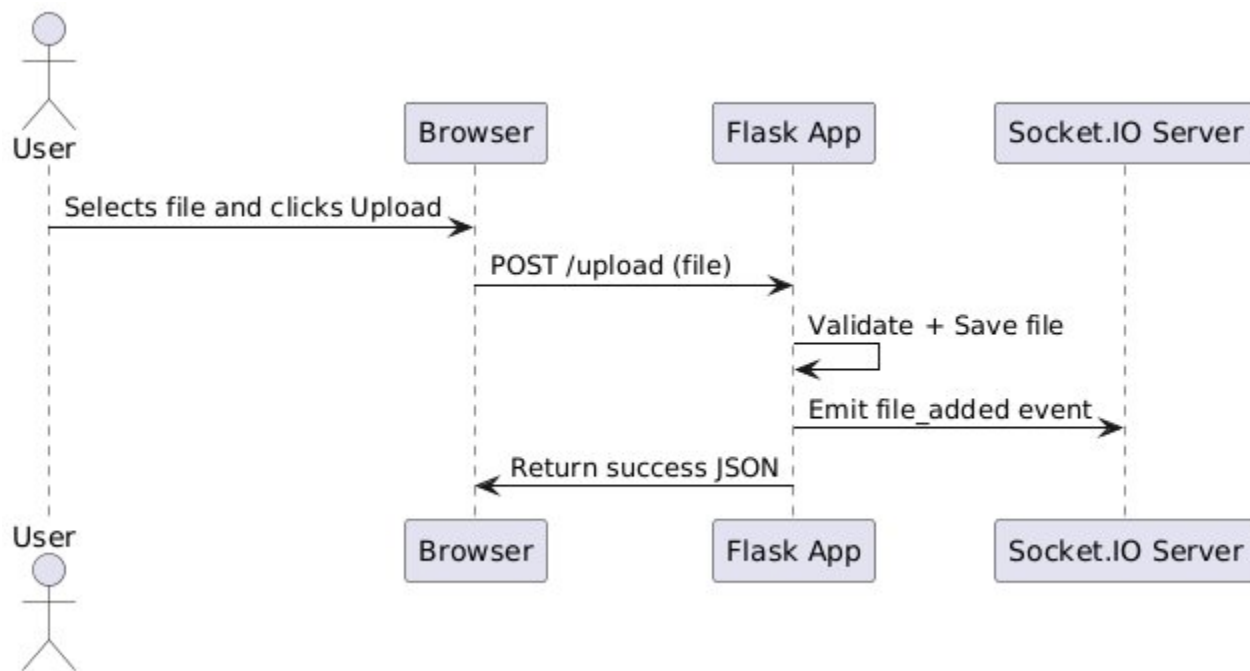 User
Browser
Flask App
Socket.IO Server
Selects file and clicks Upload
POST /upload (file)
Validate + Save file
Emit file_added event
Return success JSON
User
Browser
Flask App
Socket.IO Server